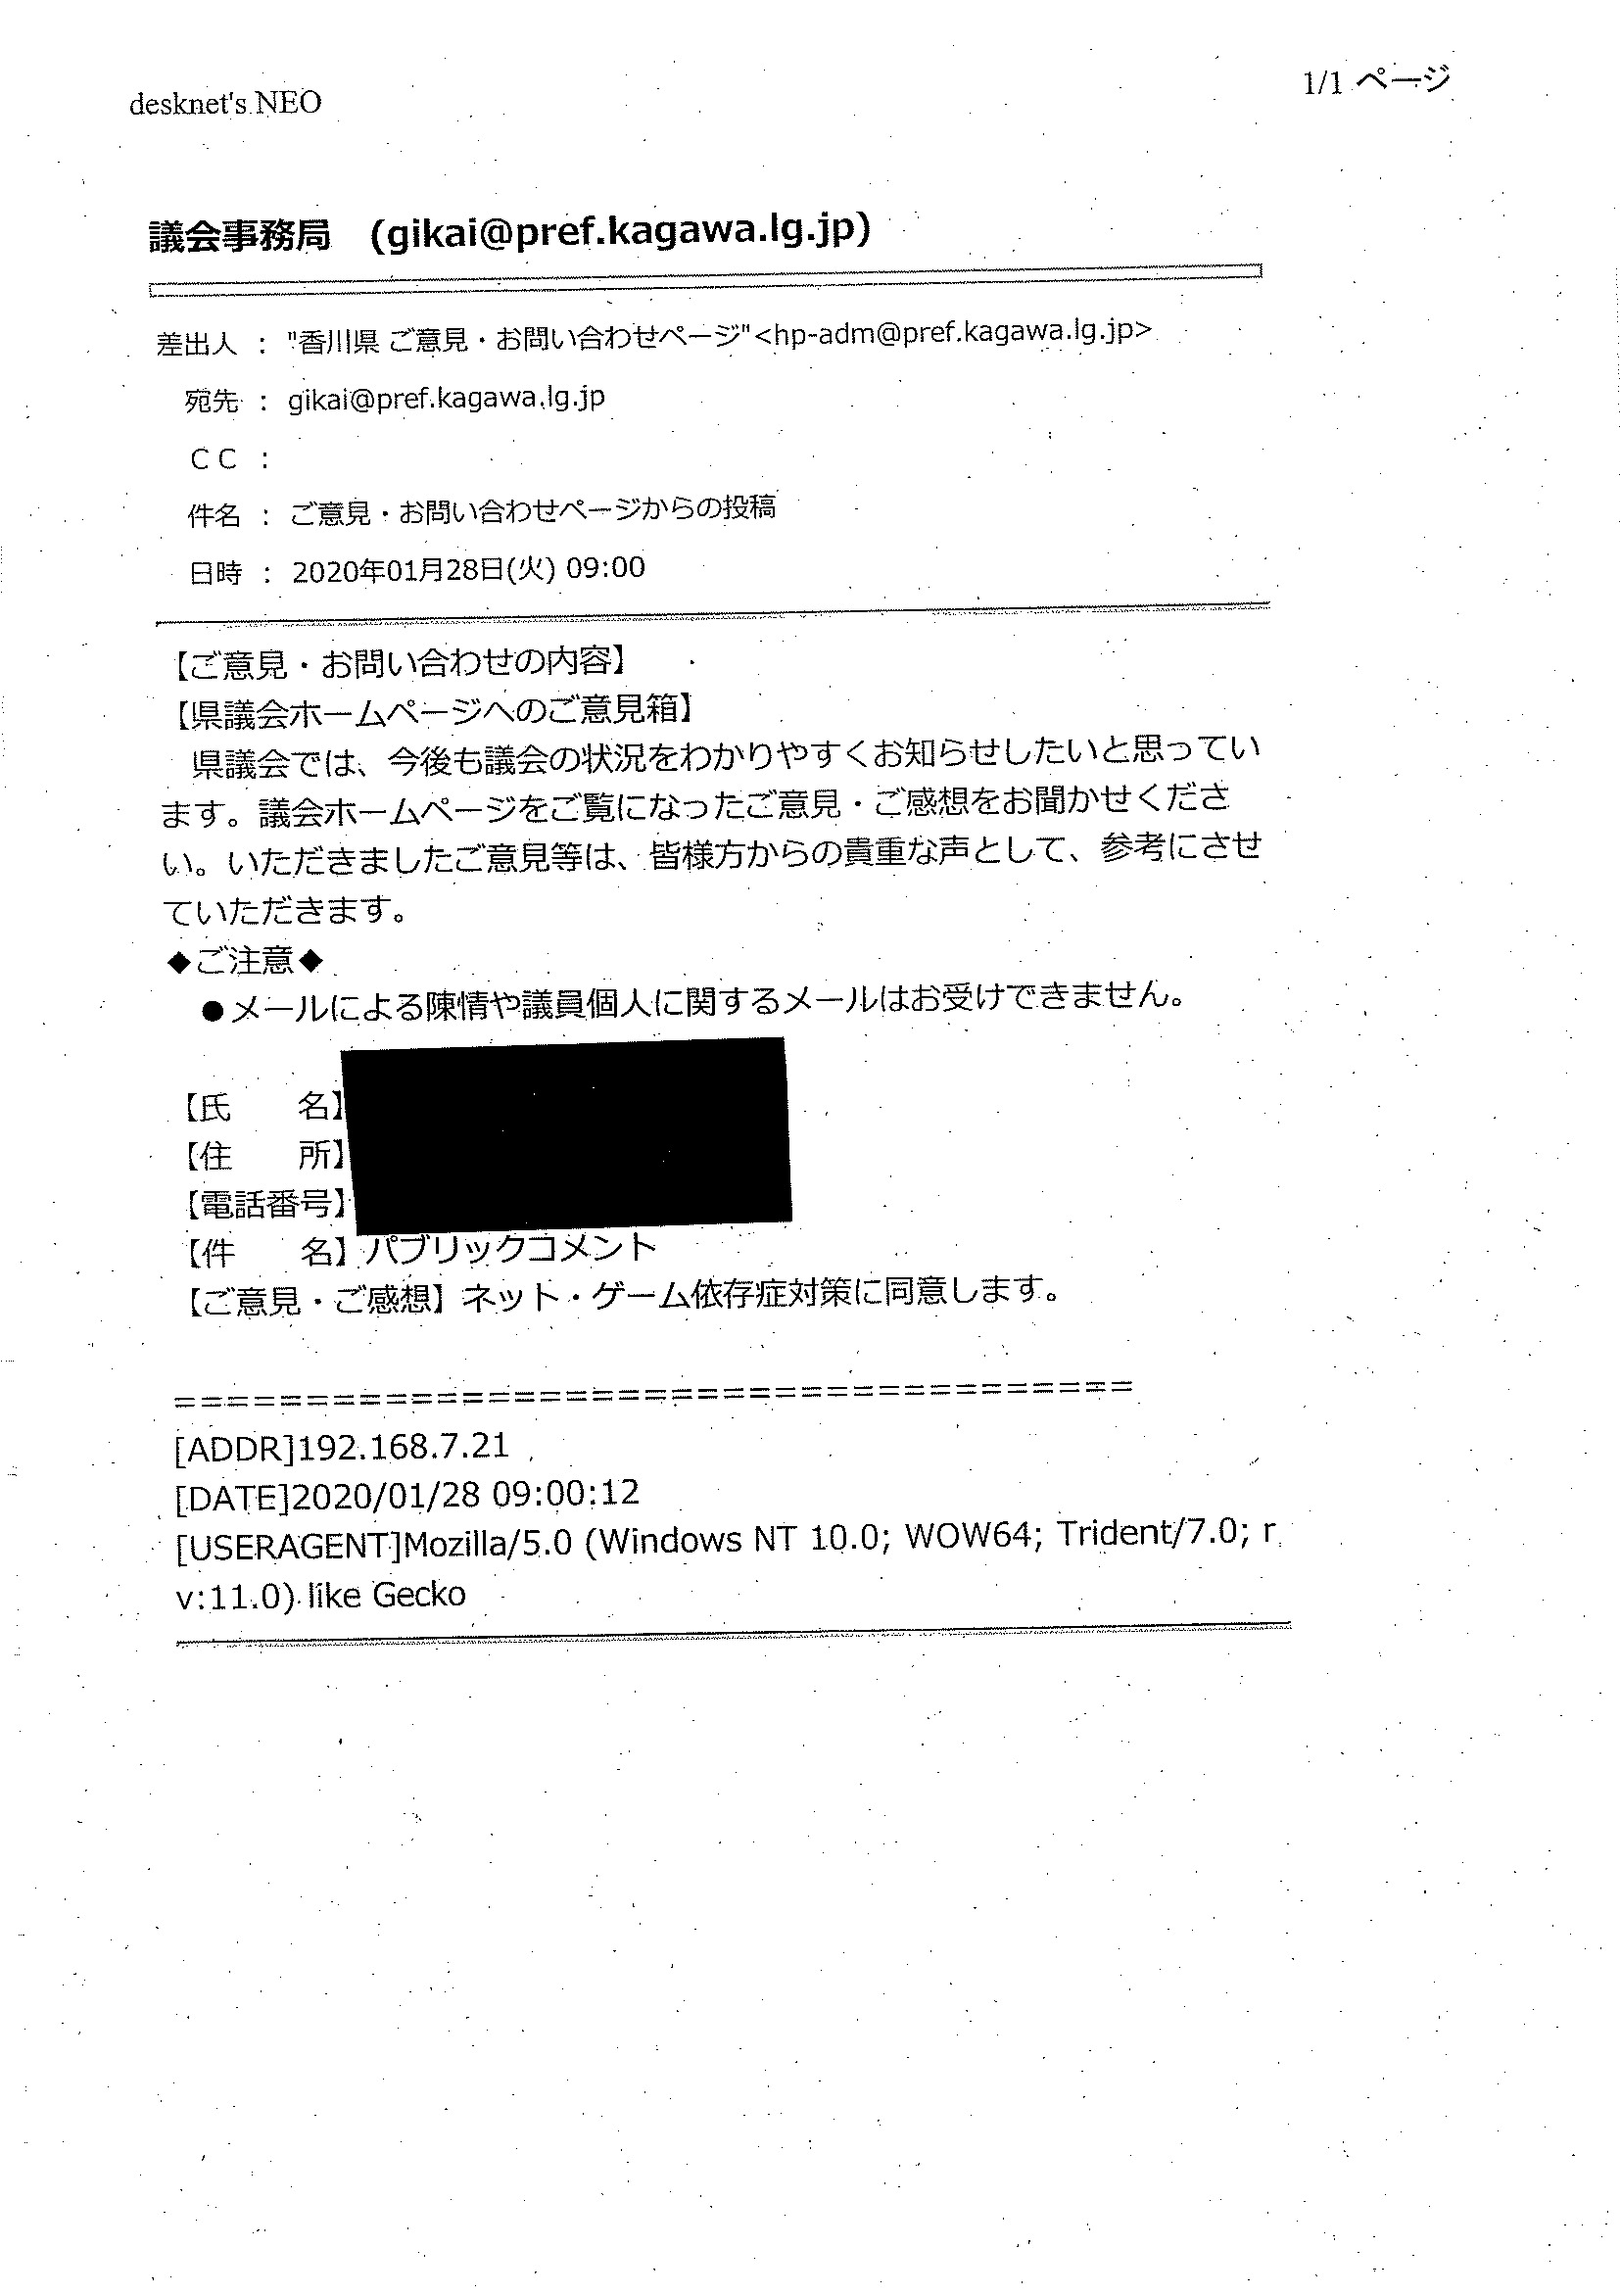 desknet's NEO
1/1 ページ
議会事務局　(gikai@pref.kagawa.lg.jp)
差出人 ： "香川県 ご意見・お問い合わせページ"<hp-adm@pref.kagawa.lg.jp>
宛先 ： gikai@pref.kagawa.lg.jp
ＣＣ ：
件名 ： ご意見・お問い合わせページからの投稿
日時 ： 2020年01月28日(火) 09:00
【ご意見・お問い合わせの内容】
【県議会ホームページへのご意見箱】
　県議会では、今後も議会の状況をわかりやすくお知らせしたいと思ってい
ます。議会ホームページをご覧になったご意見・ご感想をお聞かせくださ
い。いただきましたご意見等は、皆様方からの貴重な声として、参考にさせ
ていただきます。
◆ご注意◆
　●メールによる陳情や議員個人に関するメールはお受けできません。
【氏　　名】
【住　　所】
【電話番号】
【件　　名】パブリックコメント
【ご意見・ご感想】ネット・ゲーム依存症対策に同意します。
=====================================
[ADDR]192.168.7.21
[DATE]2020/01/28 09:00:12
[USERAGENT]Mozilla/5.0 (Windows NT 10.0; WOW64; Trident/7.0; r
v:11.0) like Gecko